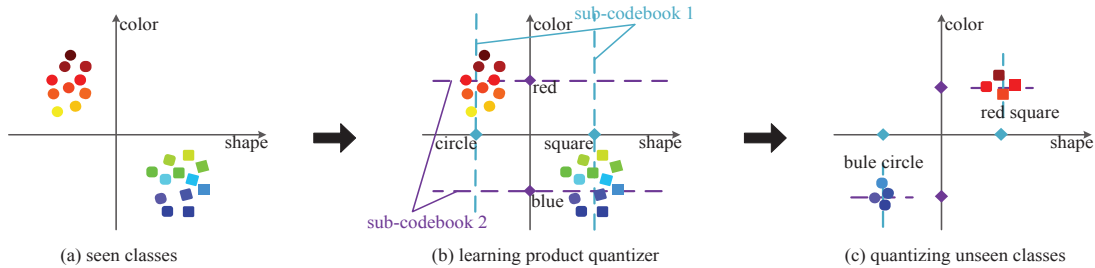 color
shape
(a) seen classes
sub-codebook 1
color
red
circle
square
shape
blue
sub-codebook 2
(b) learning product quantizer
color
red square
shape
bule circle
(c) quantizing unseen classes